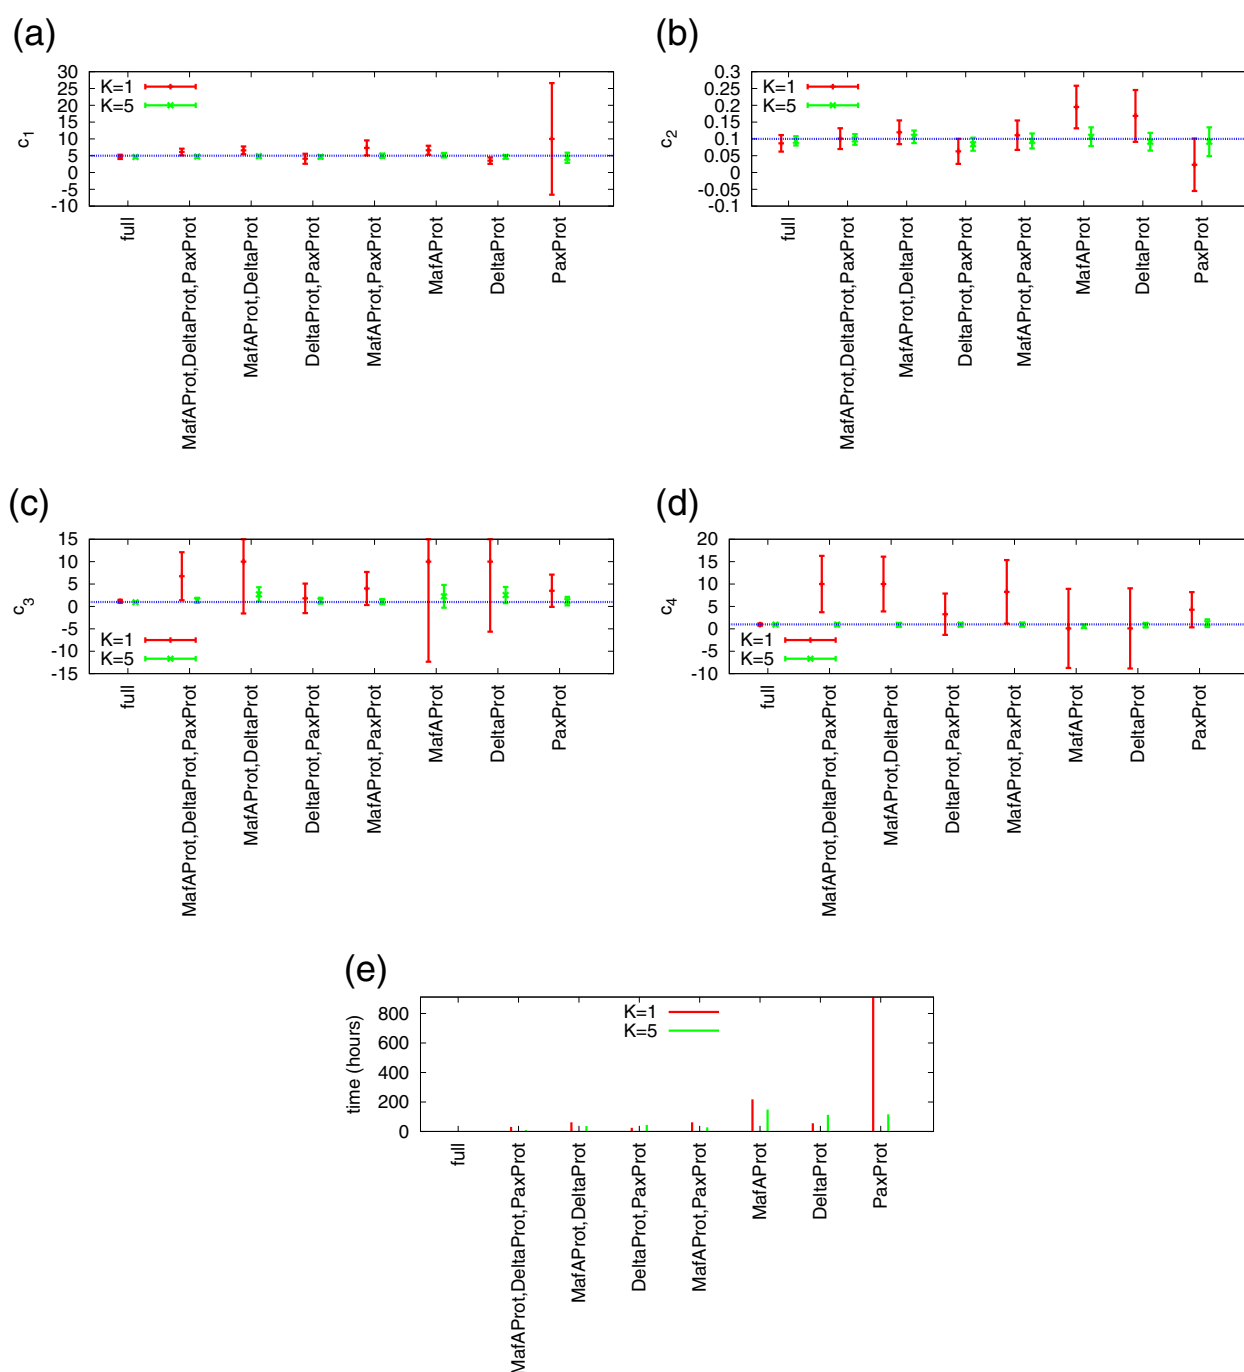 (a)
c1
30
25
20
15
10
5
0
-5
-10
K=1
K=5
full
MafAProt,DeltaProt,PaxProt
MafAProt,DeltaProt
DeltaProt,PaxProt
MafAProt,PaxProt
MafAProt
DeltaProt
PaxProt
(b)
c2
0.3
0.25
0.2
0.15
0.1
0.05
0
-0.05
-0.1
K=1
K=5
full
MafAProt,DeltaProt,PaxProt
MafAProt,DeltaProt
DeltaProt,PaxProt
MafAProt,PaxProt
MafAProt
DeltaProt
PaxProt
(c)
c3
15
10
5
0
-5
-10
-15
K=1
K=5
full
MafAProt,DeltaProt,PaxProt
MafAProt,DeltaProt
DeltaProt,PaxProt
MafAProt,PaxProt
MafAProt
DeltaProt
PaxProt
(d)
c4
20
15
10
5
0
-5
-10
K=1
K=5
full
MafAProt,DeltaProt,PaxProt
MafAProt,DeltaProt
DeltaProt,PaxProt
MafAProt,PaxProt
MafAProt
DeltaProt
PaxProt
(e)
time (hours)
800
600
400
200
0
K=1
K=5
full
MafAProt,DeltaProt,PaxProt
MafAProt,DeltaProt
DeltaProt,PaxProt
MafAProt,PaxProt
MafAProt
DeltaProt
PaxProt